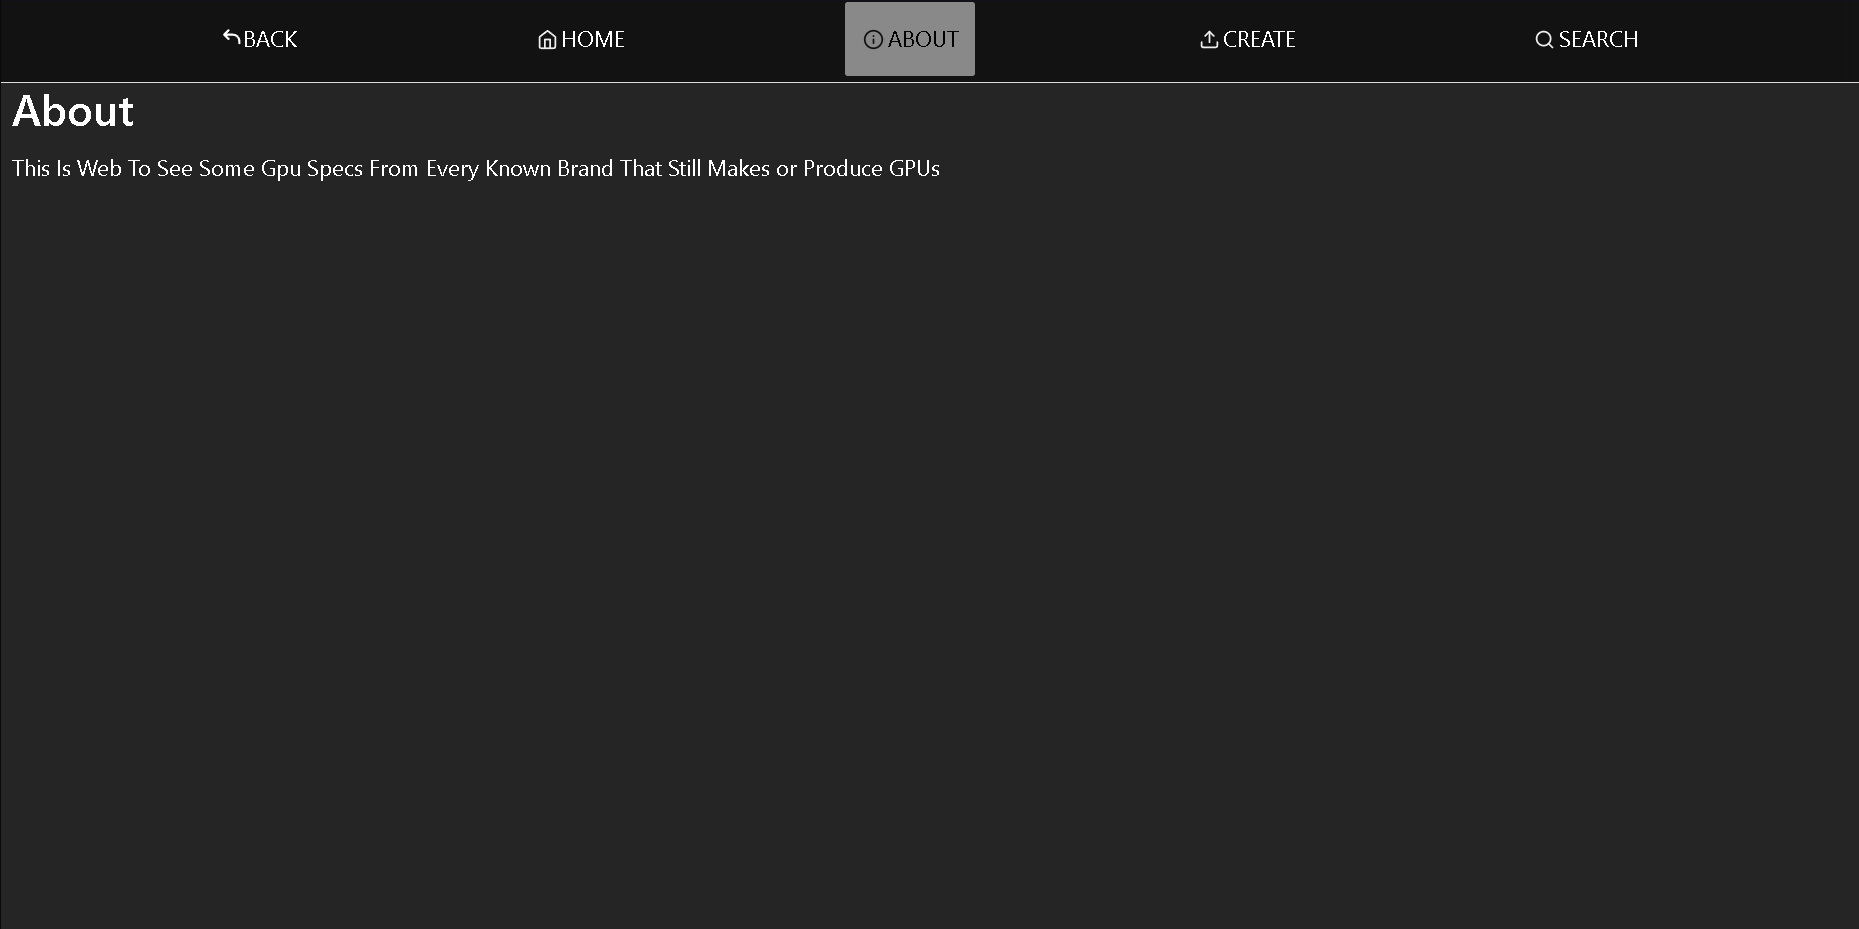 BACK HOME ABOUT CREATE SEARCH
About
This Is Web To See Some Gpu Specs From Every Known Brand That Still Makes or Produce GPUs